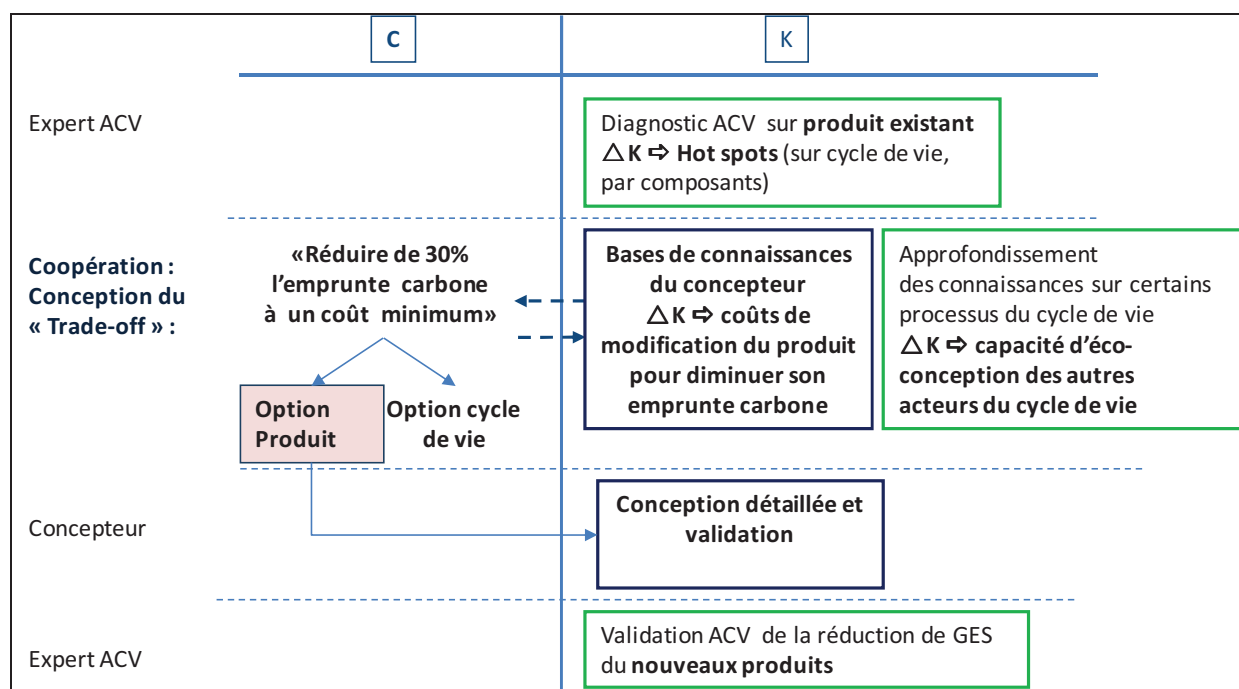 C
K
Expert ACV
Diagnostic ACV sur produit existant
△K ⇨ Hot spots (sur cycle de vie,
par composants)
Coopération :
Conception du
« Trade-off » :
«Réduire de 30%
l’emprunte carbone
à un coût minimum»
Option
Produit
Option cycle
de vie
Bases de connaissances
du concepteur
△K ⇨ coûts de
modification du produit
pour diminuer son
emprunte carbone
Approfondissement
des connaissances sur certains
processus du cycle de vie
△K ⇨ capacité d’éco-
conception des autres
acteurs du cycle de vie
Concepteur
Conception détaillée et
validation
Expert ACV
Validation ACV de la réduction de GES
du nouveaux produits